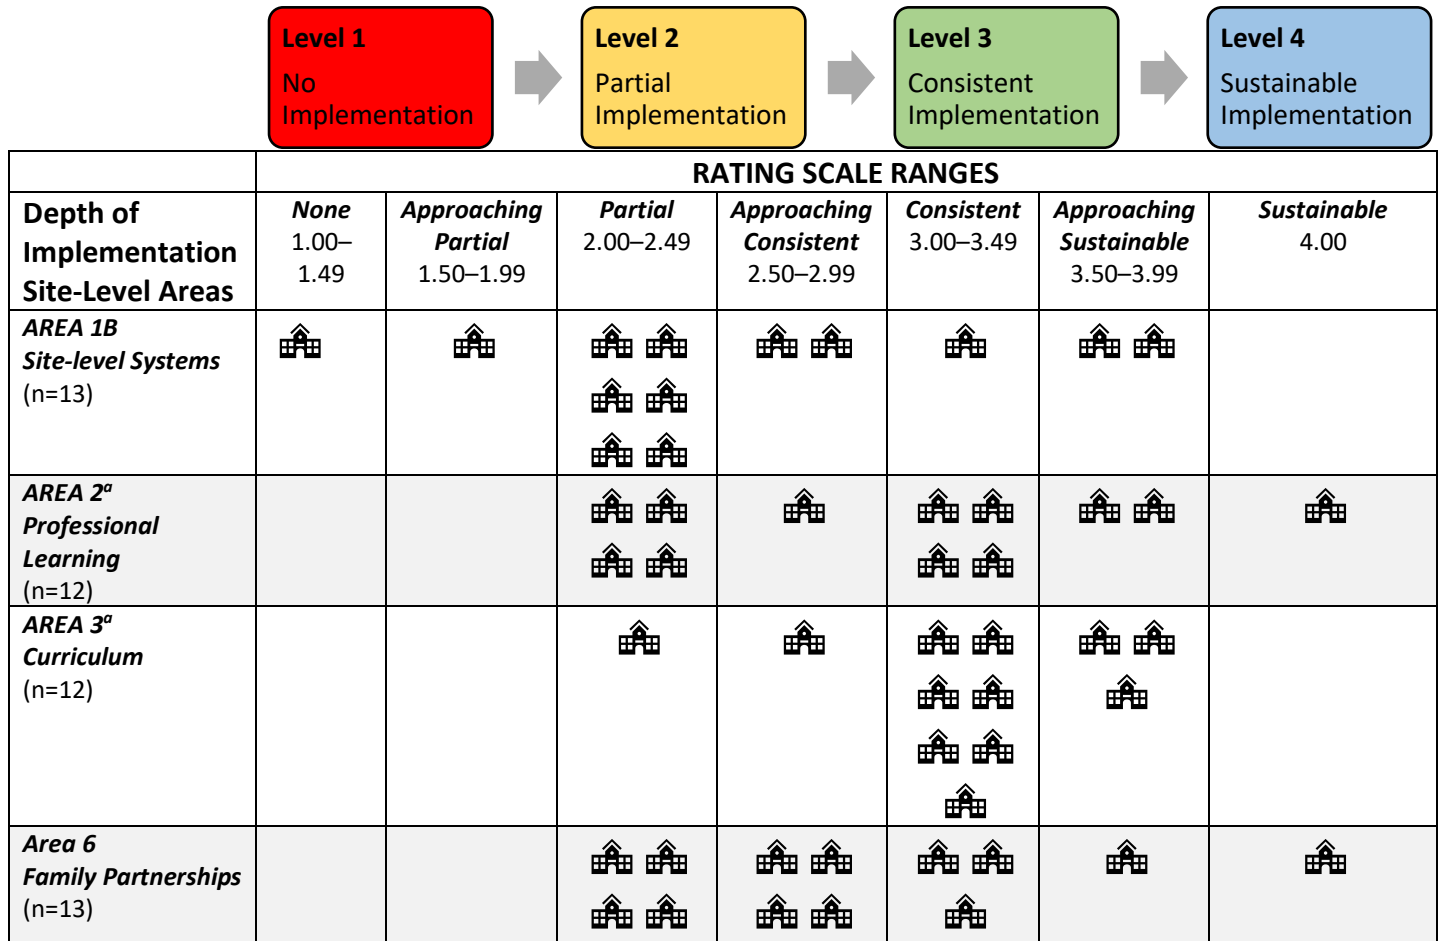 Level 1
No
Implementation
Level 2
Partial
Implementation
Level 3
Consistent
Implementation
Level 4
Sustainable
Implementation
RATING SCALE RANGES
Depth of
Implementation
Site-Level Areas
None
1.00–
1.49
Approaching
Partial
1.50–1.99
Partial
2.00–2.49
Approaching
Consistent
2.50–2.99
Consistent
3.00–3.49
Approaching
Sustainable
3.50–3.99
Sustainable
4.00
AREA 1B
Site-level Systems
(n=13)
AREA 2ª
Professional
Learning
(n=12)
AREA 3ª
Curriculum
(n=12)
Area 6
Family Partnerships
(n=13)